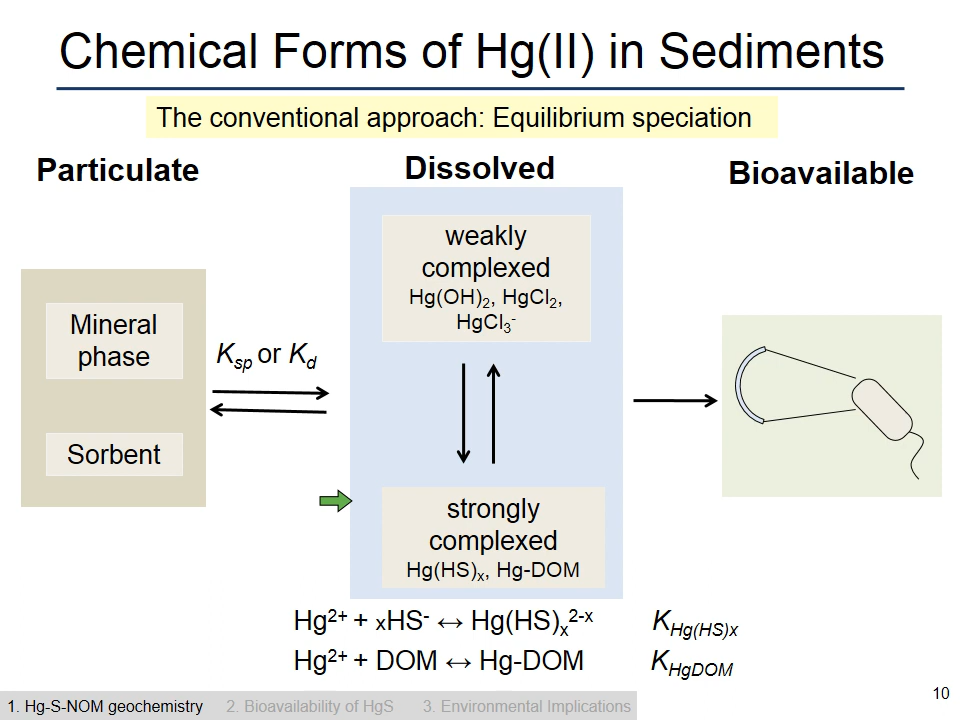 Chemical Forms of Hg(II) in Sediments
The conventional approach: Equilibrium speciation
Particulate
Dissolved
Bioavailable
Mineral
phase
Sorbent
Ksp or Kd
weakly
complexed
Hg(OH)2, HgCl2,
HgCl3-
strongly
complexed
Hg(HS)x, Hg-DOM
Hg2+ + xHS- ↔ Hg(HS)x2-x KHg(HS)x
Hg2+ + DOM ↔ Hg-DOM KHgDOM
1. Hg-S-NOM geochemistry 2. Bioavailability of HgS 3. Environmental Implications
10